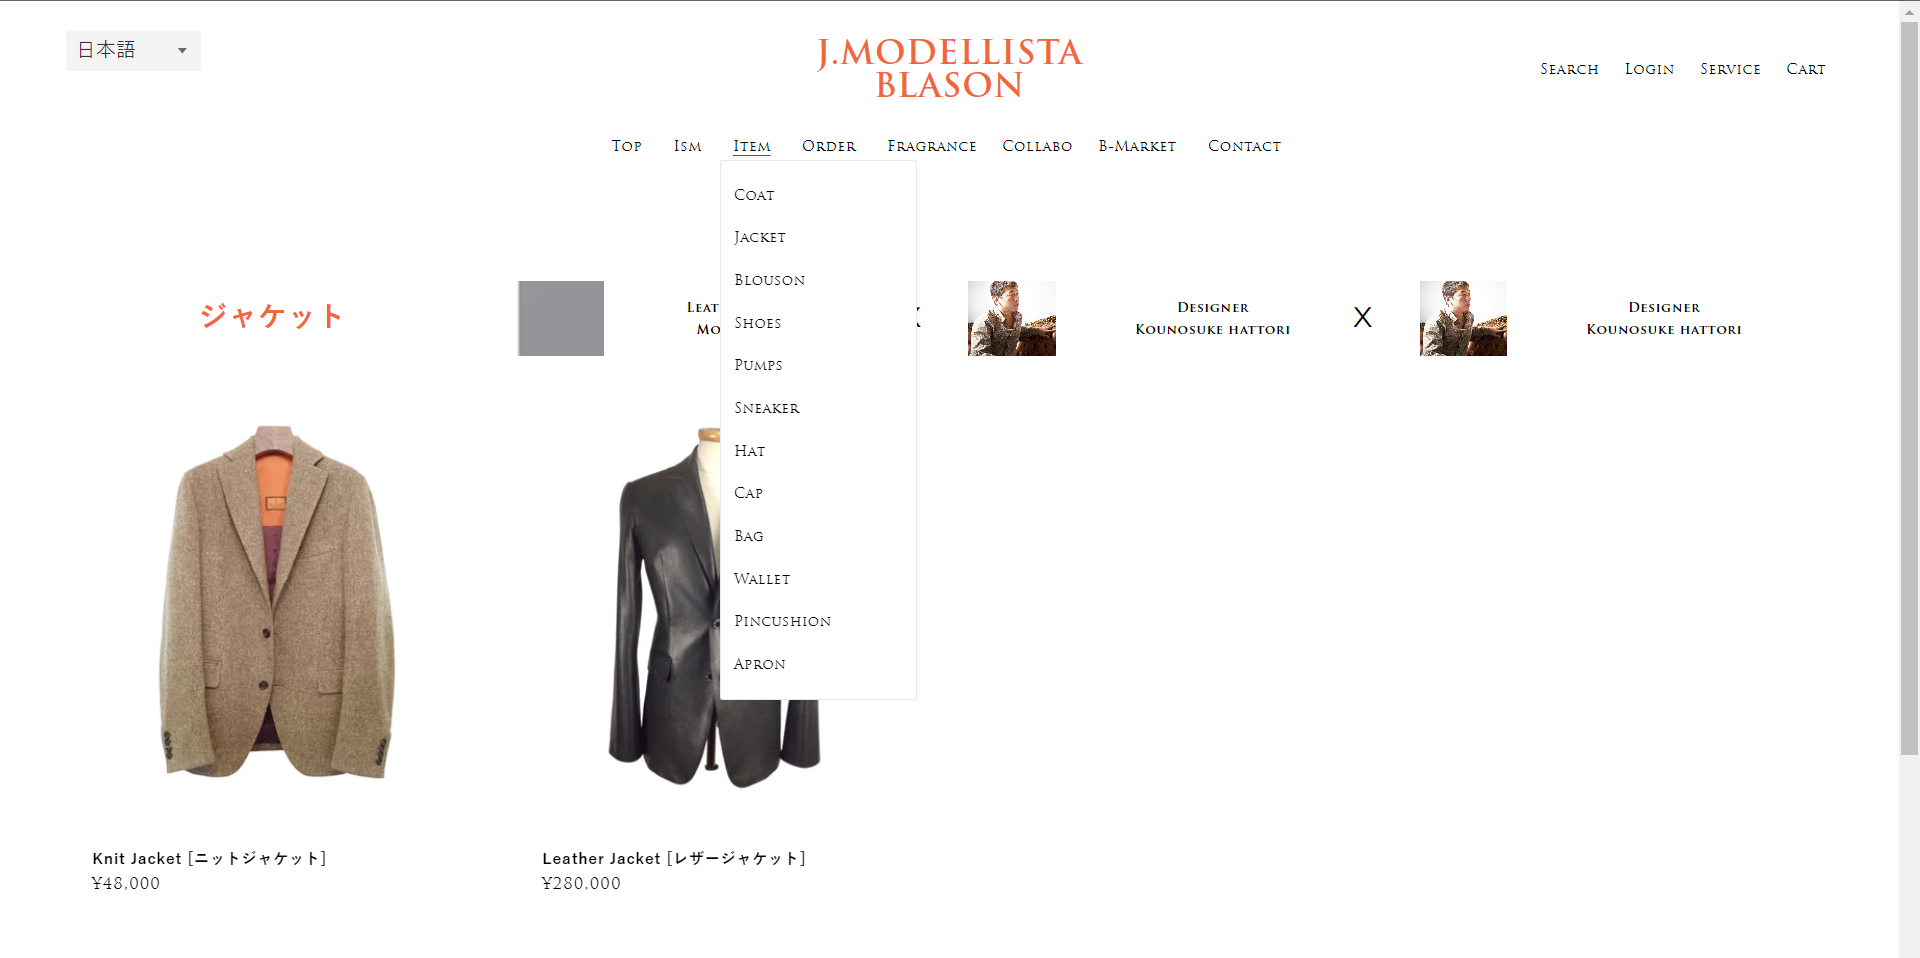 日本語
J.MODELLISTA
BLASON
Search Login Service Cart
Top Ism Item Order Fragrance Collabo B-Market Contact
Coat
Jacket
Blouson
Shoes
Pumps
Sneaker
Hat
Cap
Bag
Wallet
Pincushion
Apron
ジャケット
Designer
Kounosuke hattori
X
Designer
Kounosuke hattori
Knit Jacket [ニットジャケット]
¥48,000
Leather Jacket [レザージャケット]
¥280,000